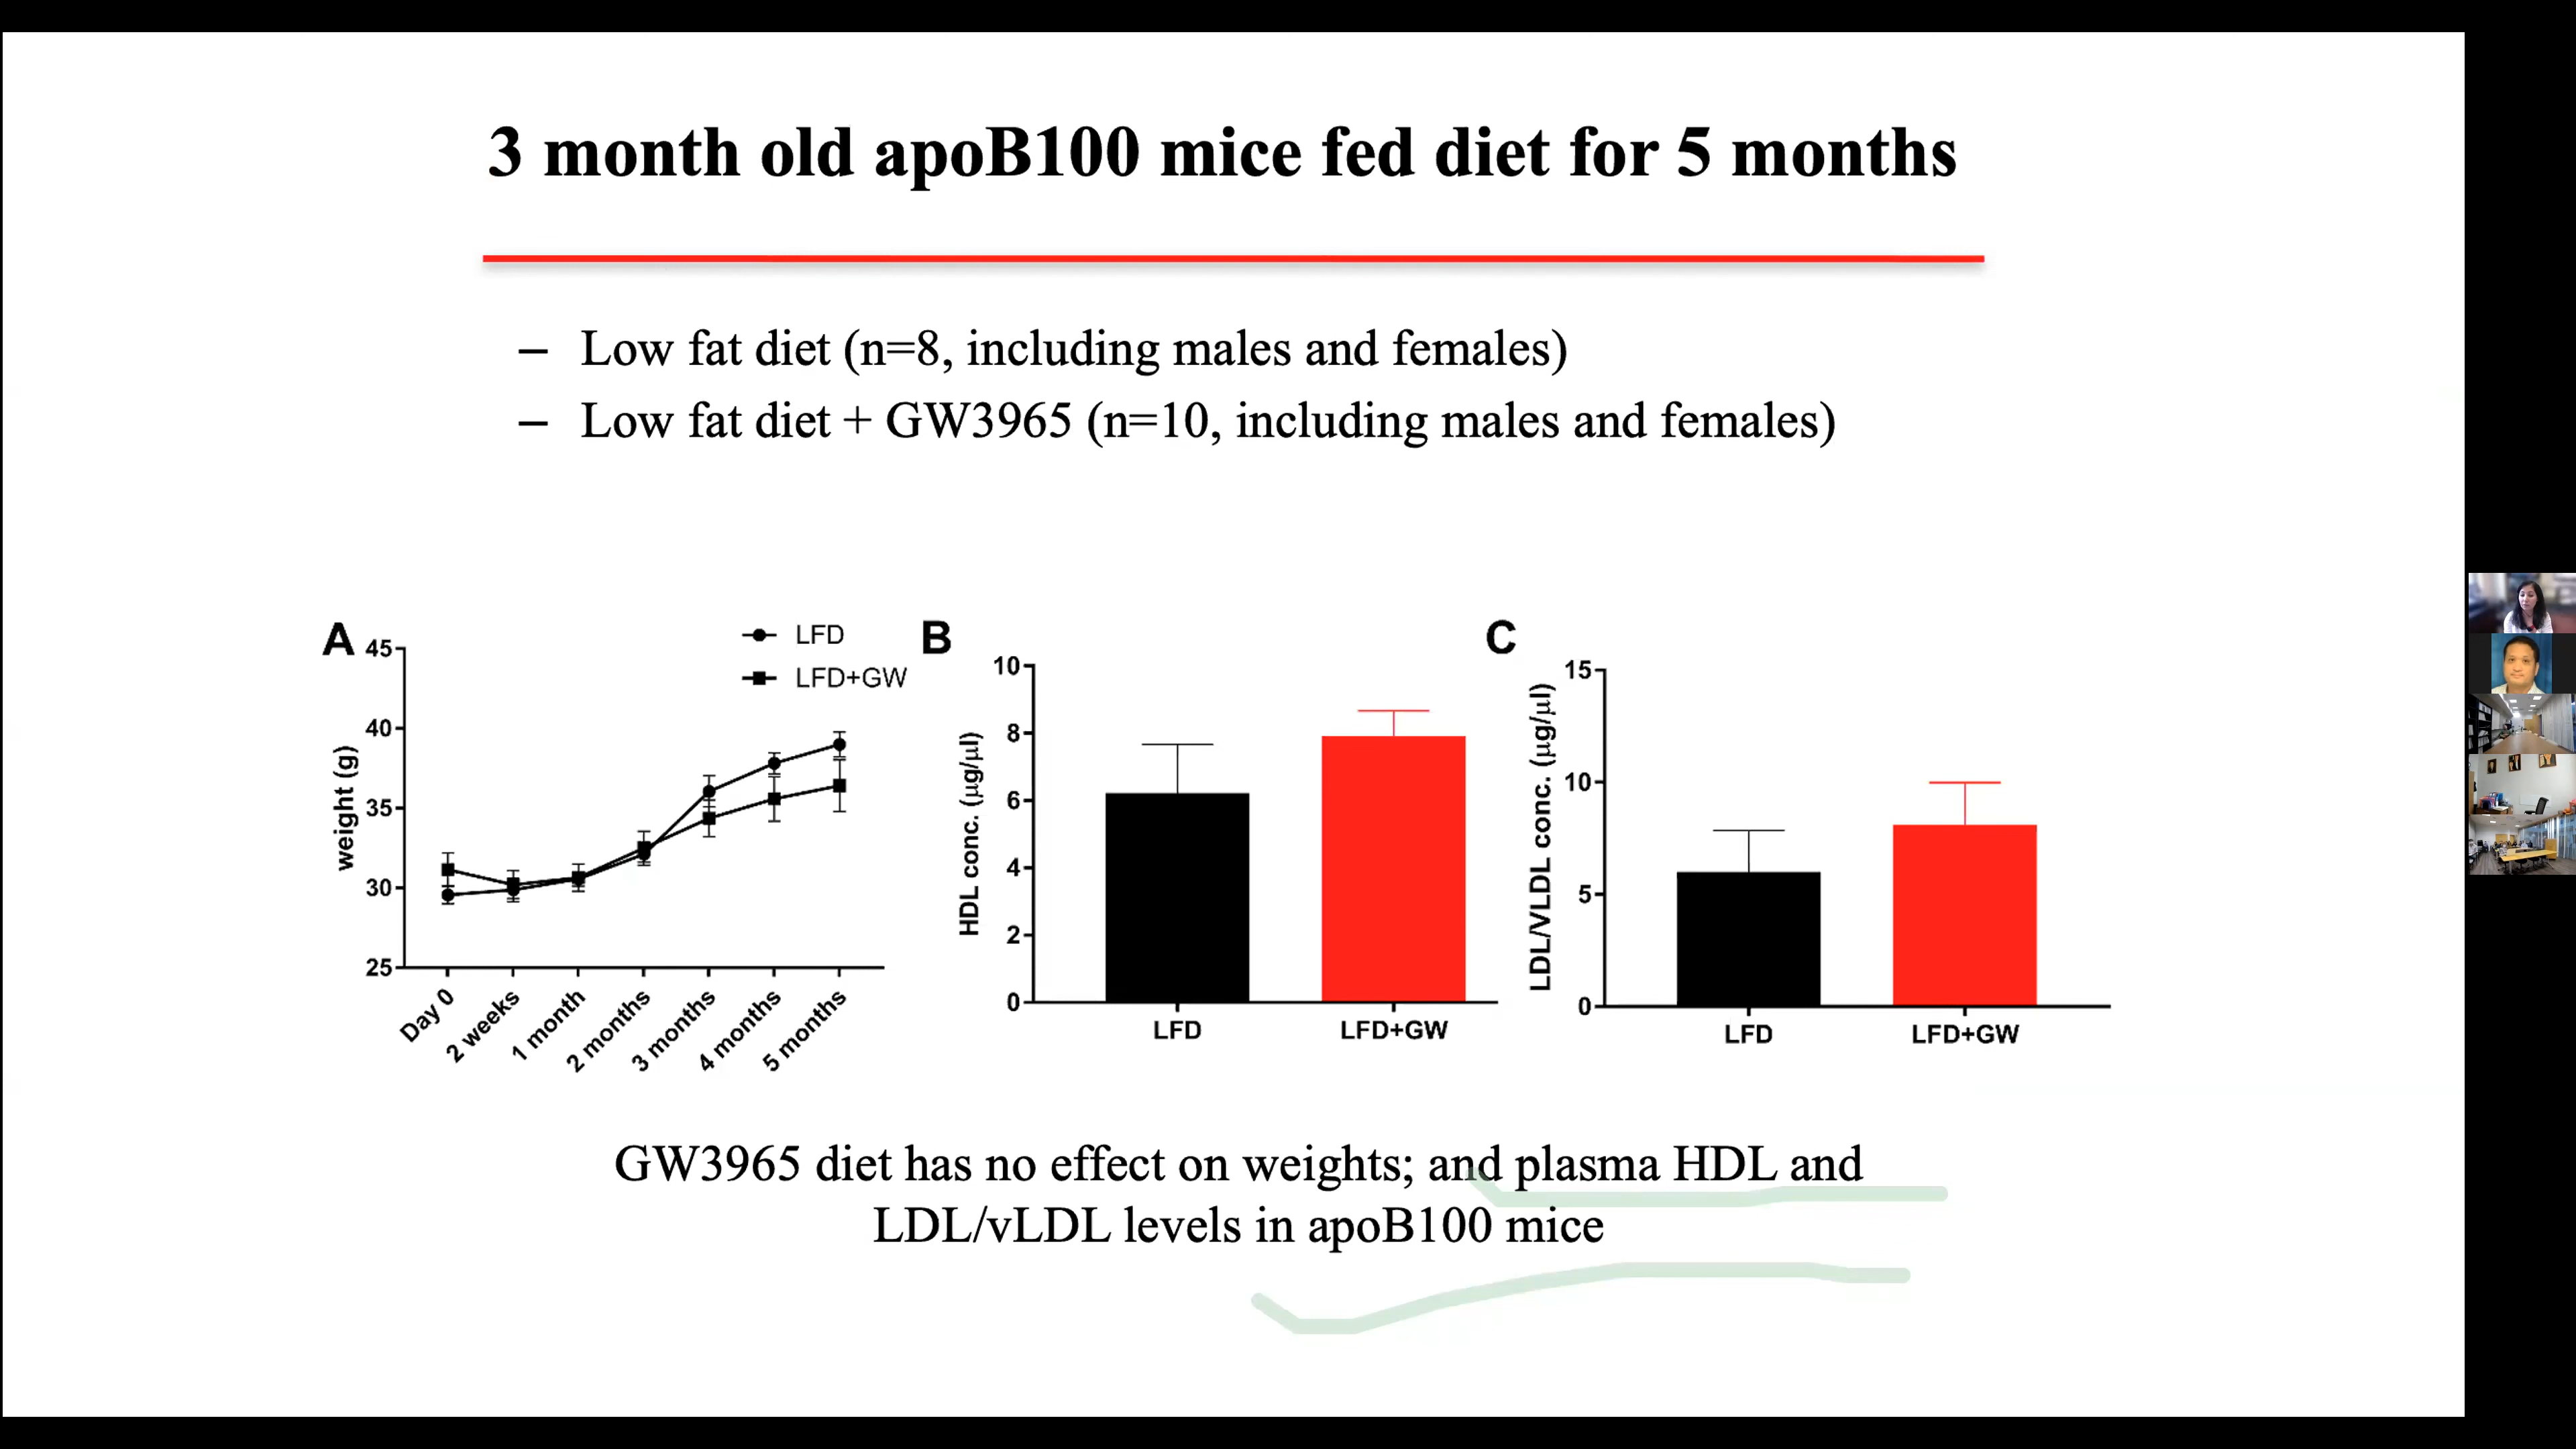 3 month old apoB100 mice fed diet for 5 months
– Low fat diet (n=8, including males and females)
– Low fat diet + GW3965 (n=10, including males and females)
A
45
40
35
30
25
weight (g)
LFD
LFD+GW
Day 0
2 weeks
1 month
2 months
3 months
4 months
5 months
B
10
8
6
4
2
0
HDL conc. (µg/µl)
LFD
LFD+GW
C
15
10
5
0
LDL/VLDL conc. (µg/µl)
LFD
LFD+GW
GW3965 diet has no effect on weights; and plasma HDL and
LDL/vLDL levels in apoB100 mice